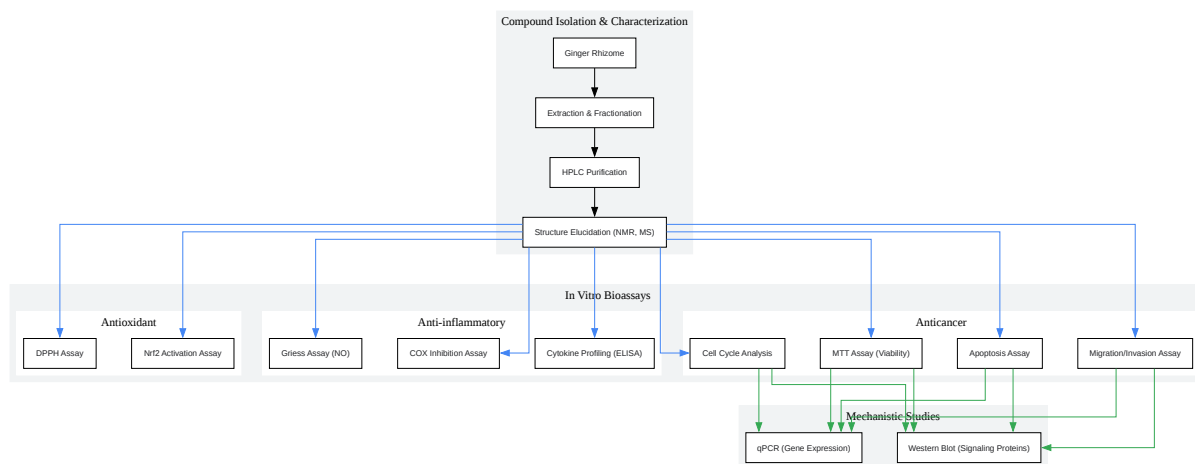 Compound Isolation & Characterization
Ginger Rhizome
Extraction & Fractionation
HPLC Purification
Structure Elucidation (NMR, MS)
In Vitro Bioassays
Antioxidant
Anti-inflammatory
Anticancer
DPPH Assay
Nrf2 Activation Assay
Griess Assay (NO)
COX Inhibition Assay
Cytokine Profiling (ELISA)
Cell Cycle Analysis
MTT Assay (Viability)
Apoptosis Assay
Migration/Invasion Assay
Mechanistic Studies
qPCR (Gene Expression)
Western Blot (Signaling Proteins)